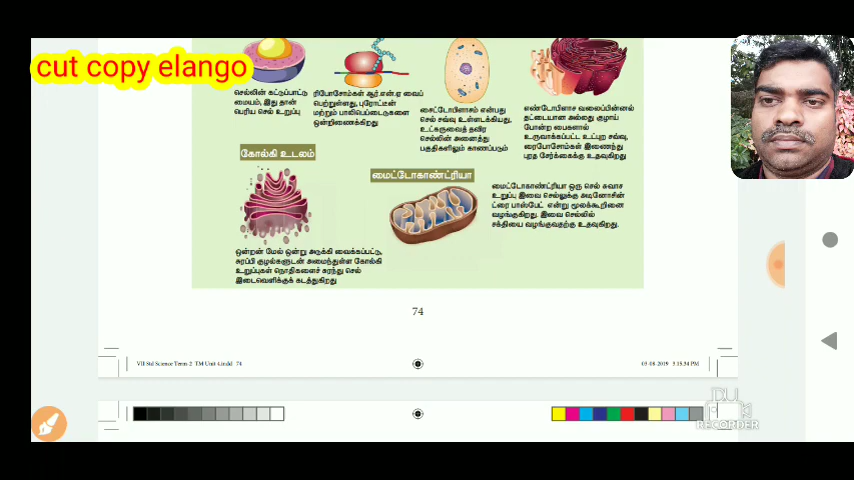 cut copy elango
செல்லின் கட்டுப்பாட்டு
மையம், இது தான்
பெரிய செல் உறுப்பு
ரிபோசோம்கள் ஆர்.என்.ஏ வைப்
பெற்றுள்ளது, புரோட்டீன்
மற்றும் பாலிபெப்டைடுகளை
ஒன்றிணைக்கிறது
சைட்டோபிளாசம் என்பது
செல் சவ்வு உள்ளடக்கியது,
உட்கருவைத் தவிர
செல்லின் அனைத்து
பகுதிகளிலும் காணப்படும்
எண்டோபிளாச வலைப்பின்னல்
தட்டையான அல்லது குழாய்
போன்ற பைகளால்
உருவாக்கப்பட்ட உட்புற சவ்வு,
ரைபோசோம்கள் இணைந்து
புரத சேர்க்கைக்கு உதவுகிறது
கோல்கி உடலம்
ஒன்றன் மேல் ஒன்று அடுக்கி வைக்கப்பட்டு,
சுரப்பி குழல்களுடன் அமைந்துள்ள கோல்கி
உறுப்புகள் நொதிகளைச் சுரந்து செல்
இடைவெளிக்குக் கடத்துகிறது
மைட்டோகாண்ட்ரியா
மைட்டோகாண்ட்ரியா ஒரு செல் சுவாச
உறுப்பு இவை செல்லுக்கு அடினோசின்
ட்ரை பாஸ்பேட் என்று மூலக்கூறினை
வழங்குகிறது. இவை செல்லில்
சக்தியை வழங்குவதற்கு உதவுகிறது.
74
VII Std Science Term-2 TM Unit 4.indd 74
03-08-2019 3.15.34 PM
DU
RECORDER